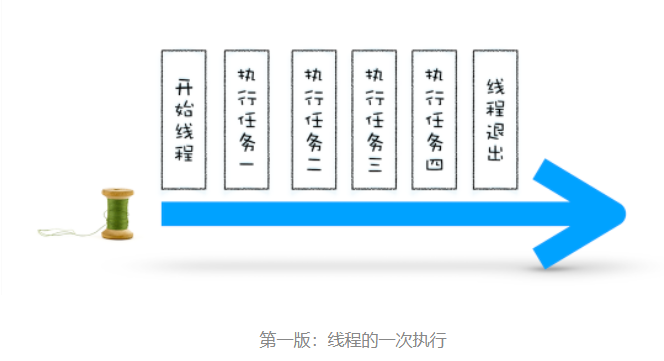 开始线程
执行任务一
执行任务二
执行任务三
执行任务四
线程退出
第一版：线程的一次执行